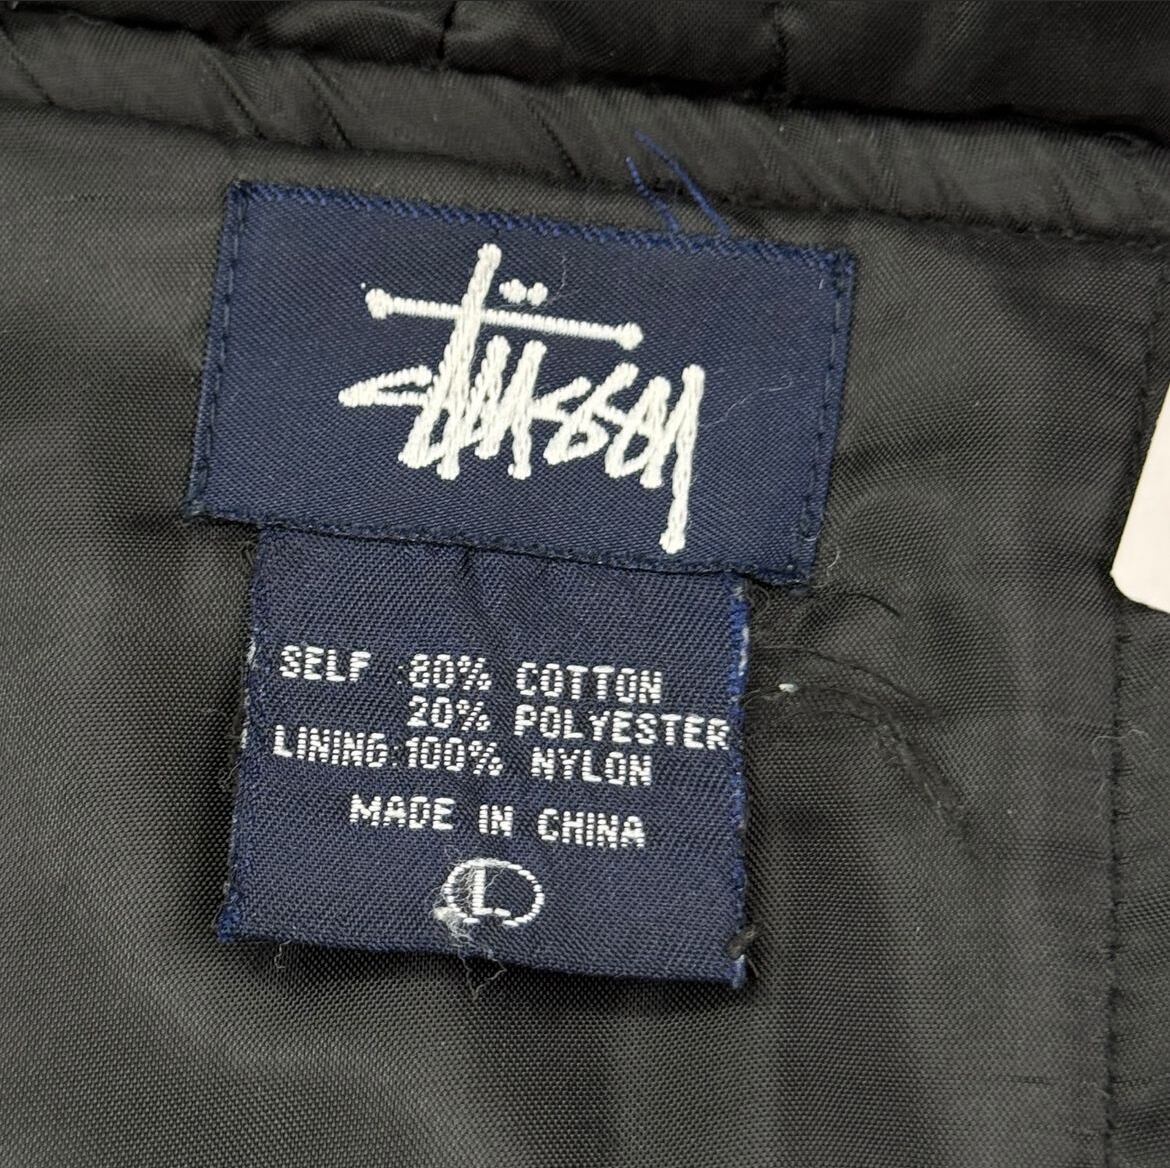 Stüssy
SELF :80% COTTON
20% POLYESTER
LINING:100% NYLON
MADE IN CHINA
L